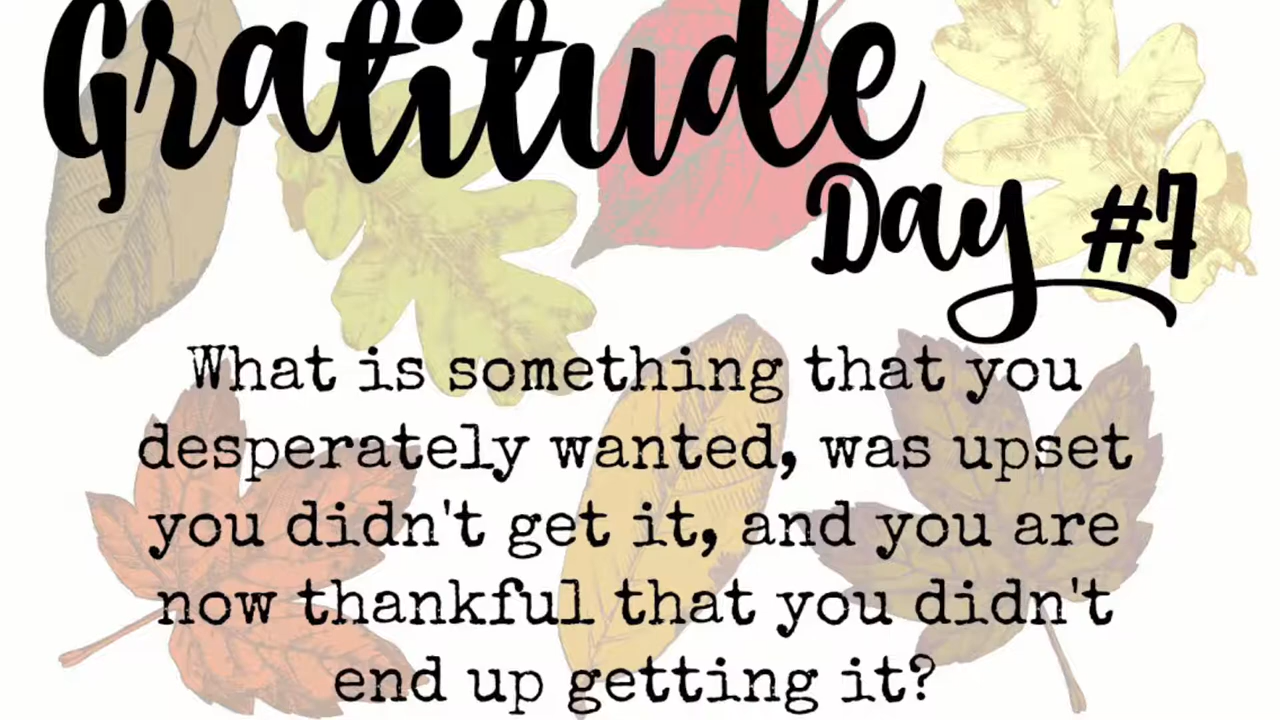 Gratitude
Day #7
What is something that you
desperately wanted, was upset
you didn't get it, and you are
now thankful that you didn't
end up getting it?